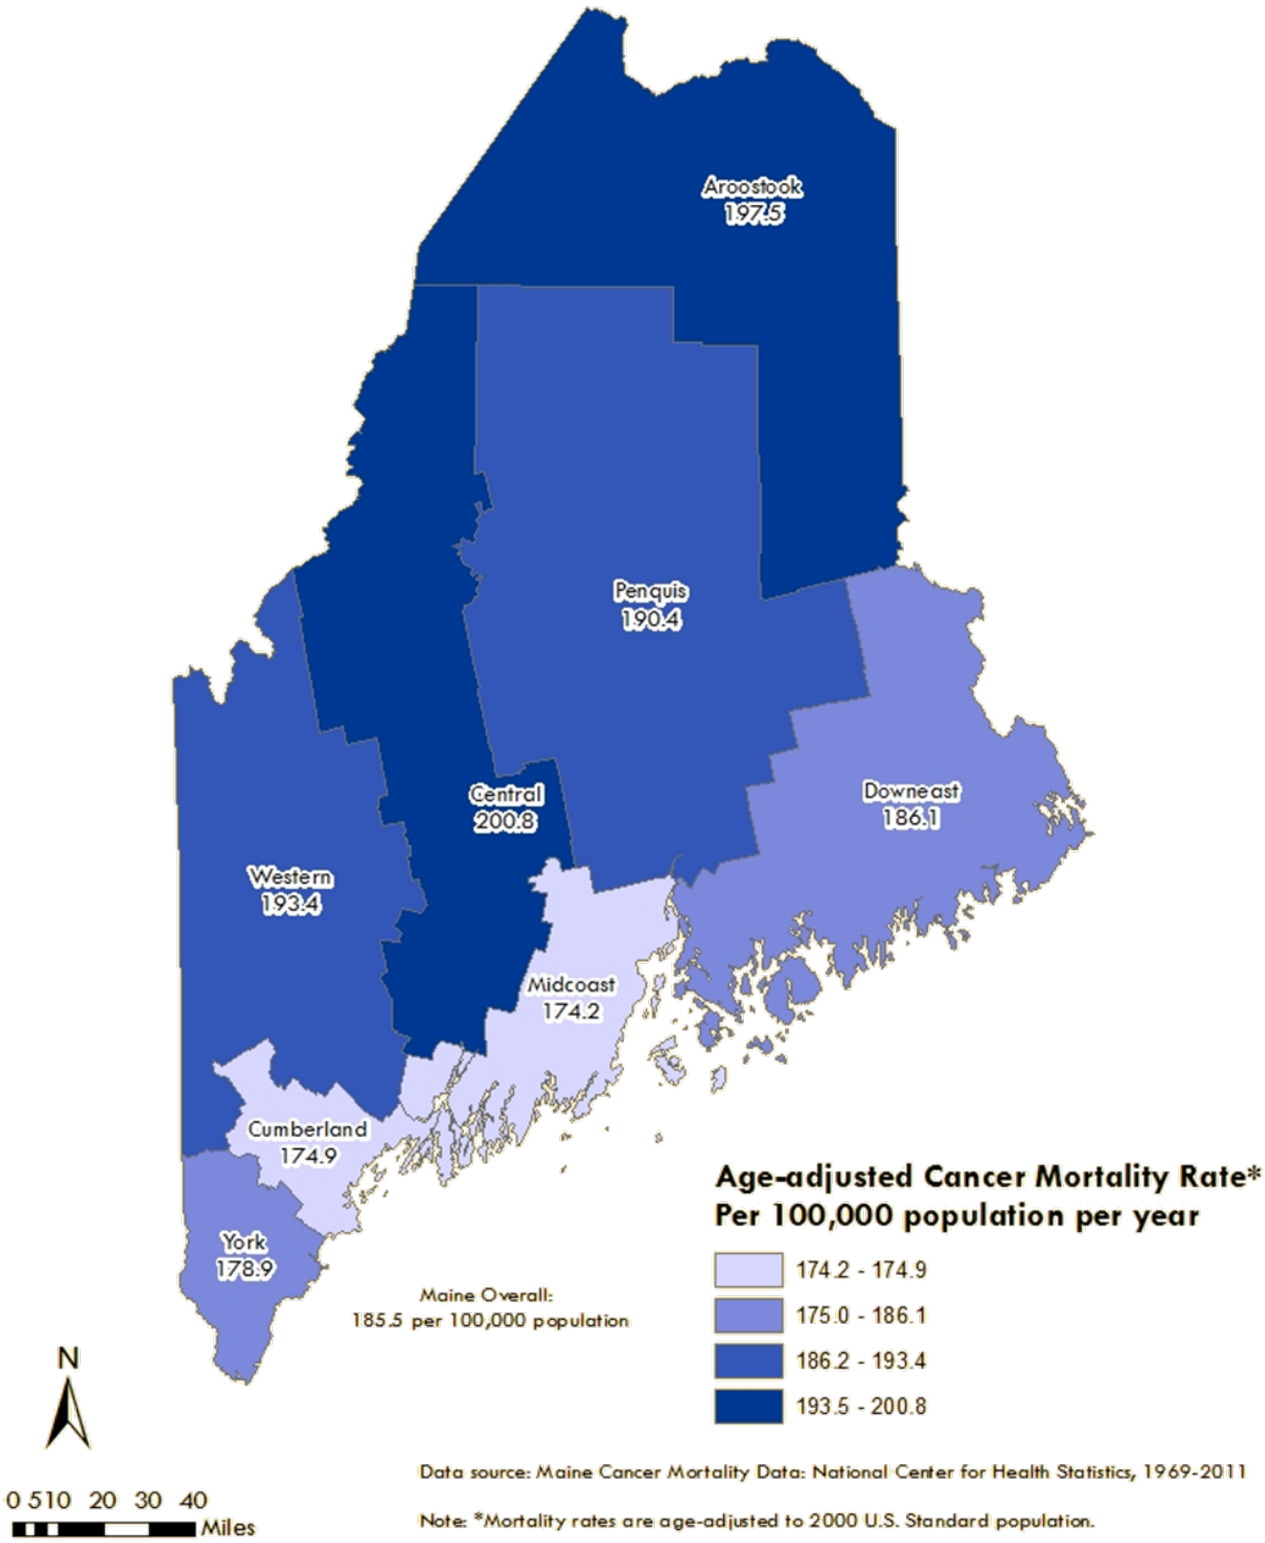 Aroostook
197.5
Penquis
190.4
Downeast
186.1
Central
200.8
Western
193.4
Midcoast
174.2
Cumberland
174.9
York
178.9
Maine Overall:
185.5 per 100,000 population
Age-adjusted Cancer Mortality Rate*
Per 100,000 population per year
174.2 - 174.9
175.0 - 186.1
186.2 - 193.4
193.5 - 200.8
N
0 5 10 20 30 40
Miles
Data source: Maine Cancer Mortality Data: National Center for Health Statistics, 1969-2011
Note: *Mortality rates are age-adjusted to 2000 U.S. Standard population.